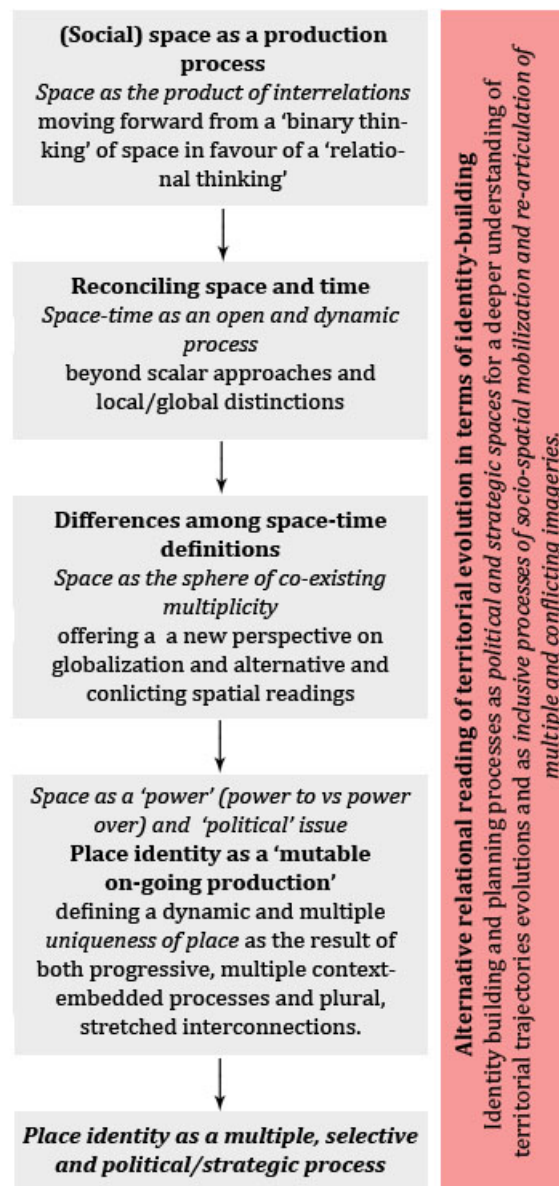 (Social) space as a production
process
Space as the product of interrelations
moving forward from a ‘binary thin-
king’ of space in favour of a ‘relatio-
nal thinking’
Reconciling space and time
Space-time as an open and dynamic
process
beyond scalar approaches and
local/global distinctions
Differences among space-time
definitions
Space as the sphere of co-existing
multiplicity
offering a a new perspective on
globalization and alternative and
conlicting spatial readings
Space as a ‘power’ (power to vs power
over) and ‘political’ issue
Place identity as a ‘mutable
on-going production’
defining a dynamic and multiple
uniqueness of place as the result of
both progressive, multiple context-
embedded processes and plural,
stretched interconnections.
Place identity as a multiple, selective
and political/strategic process
Alternative relational reading of territorial evolution in terms of identity-building
Identity building and planning processes as political and strategic spaces for a deeper understanding of
territorial trajectories evolutions and as inclusive processes of socio-spatial mobilization and re-articulation of
multiple and conflicting imageries.